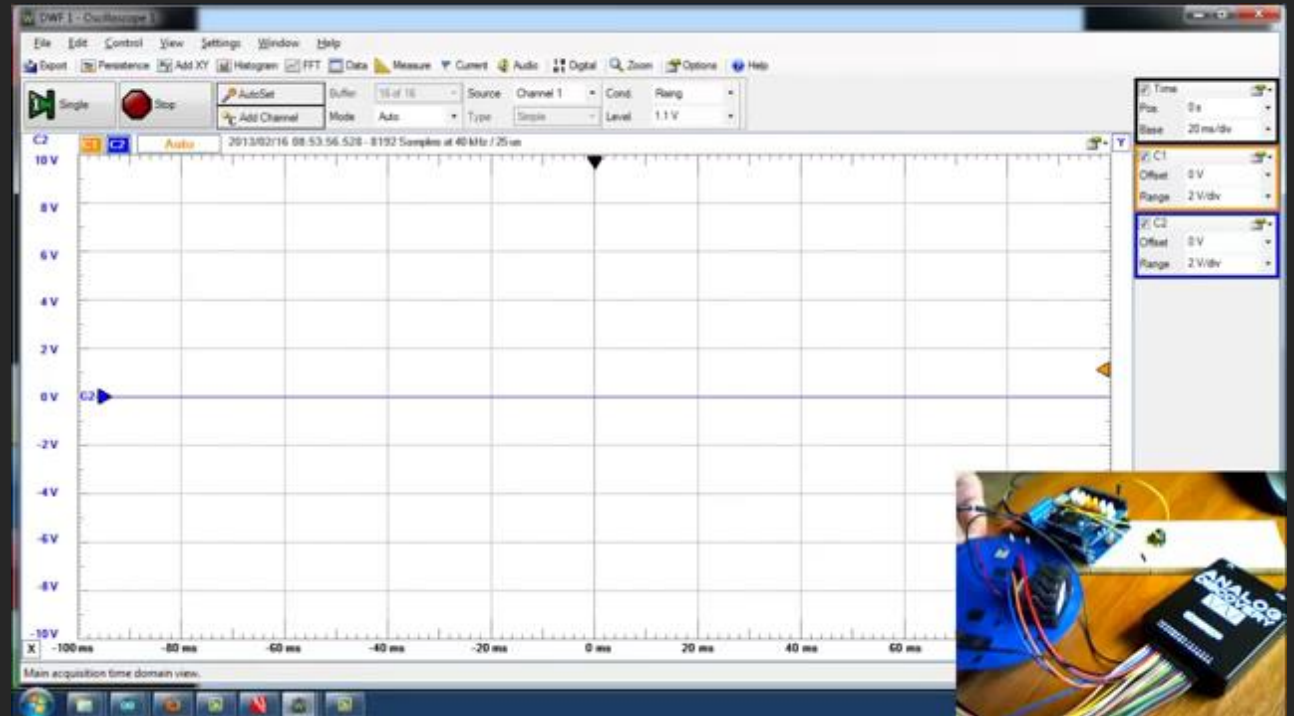 DWF 1 - Oscilloscope 1
File Edit Control View Settings Window Help
Export Persistence Add XY Histogram FFT Data Measure Current Audio Digital Zoom Options Help
Single Stop AutoSet Buffer 16 of 16 Source Channel 1 Cond. Rising
Add Channel Mode Auto Type Simple Level 1.1 V
Time
Pos 0 s
Base 20 ms/div
C1
Offset 0 V
Range 2 V/div
C2
Offset 0 V
Range 2 V/div
C2 C1 C2 Auto 2013/02/16 08:53:56.528 - 8192 Samples at 40 kHz / 25 us Y
10 V
8 V
6 V
4 V
2 V
0 V C2
-2 V
-4 V
-6 V
-8 V
-10 V
X -100 ms -80 ms -60 ms -40 ms -20 ms 0 ms 20 ms 40 ms 60 ms
Main acquisition time domain view.
ANALOG
DISCOVERY